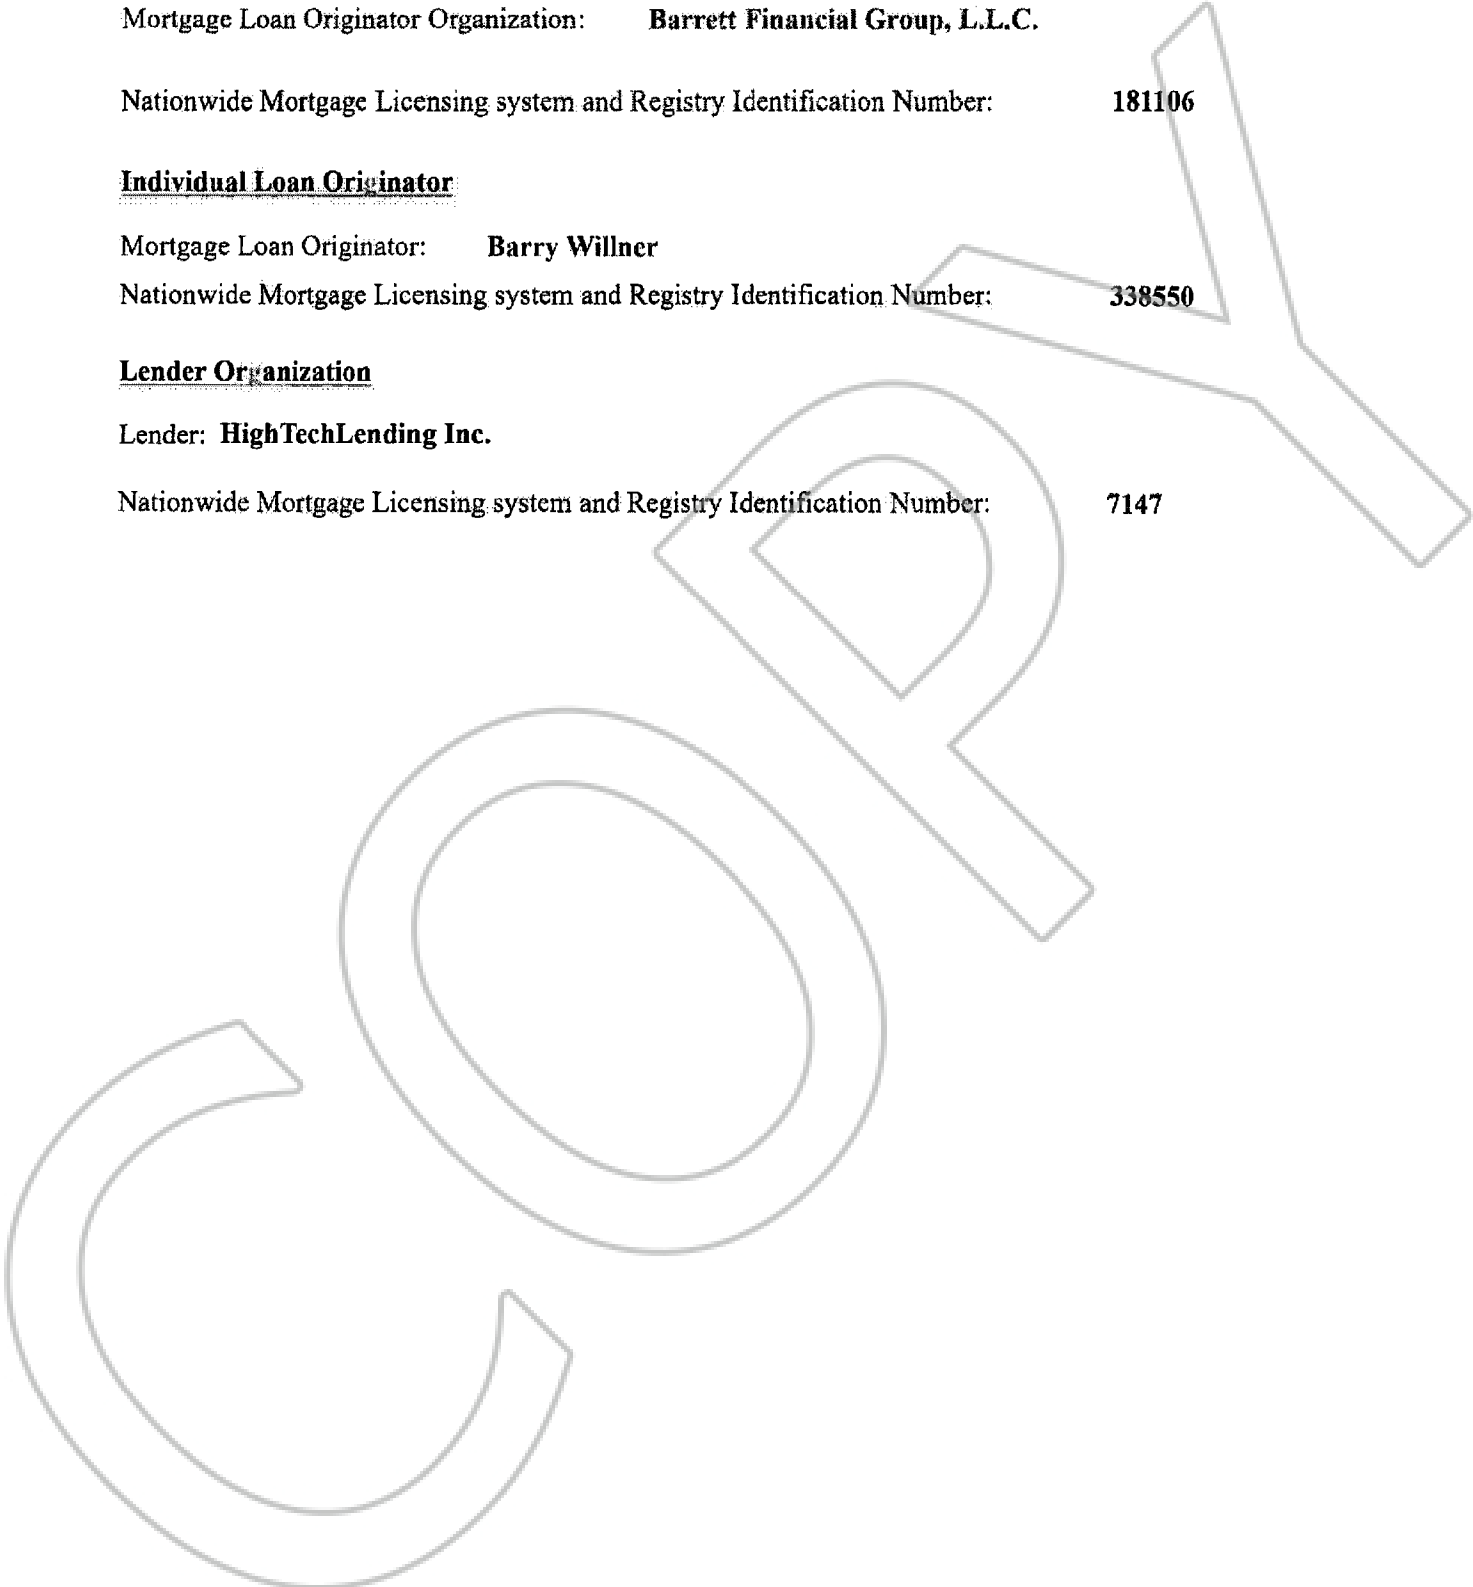 Mortgage Loan Originator Organization: Barrett Financial Group, L.L.C.
Nationwide Mortgage Licensing system and Registry Identification Number: 181106
Individual Loan Originator
Mortgage Loan Originator: Barry Willner
Nationwide Mortgage Licensing system and Registry Identification Number: 338550
Lender Organization
Lender: HighTechLending Inc.
Nationwide Mortgage Licensing system and Registry Identification Number: 7147
COPY